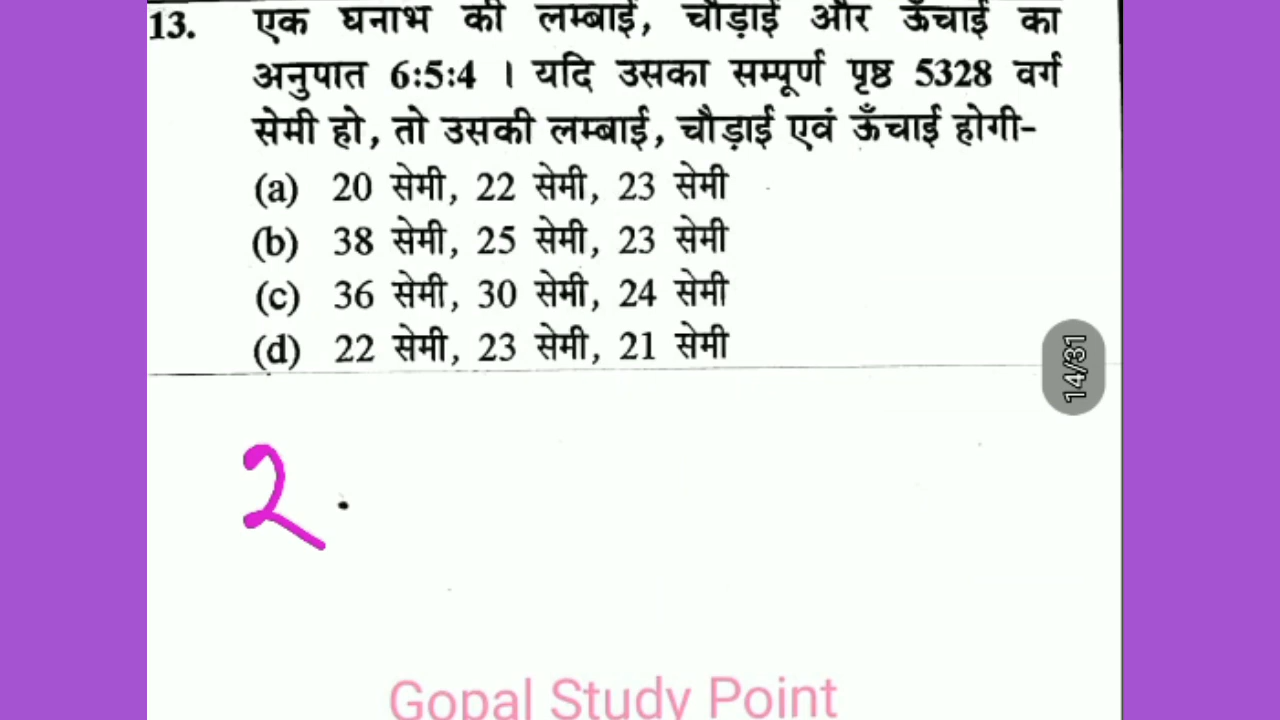 13. एक घनाभ की लम्बाई, चौड़ाई और ऊँचाई का
अनुपात 6:5:4 । यदि उसका सम्पूर्ण पृष्ठ 5328 वर्ग
सेमी हो, तो उसकी लम्बाई, चौड़ाई एवं ऊँचाई होगी-
(a) 20 सेमी, 22 सेमी, 23 सेमी
(b) 38 सेमी, 25 सेमी, 23 सेमी
(c) 36 सेमी, 30 सेमी, 24 सेमी
(d) 22 सेमी, 23 सेमी, 21 सेमी
14/31
2
Gopal Study Point